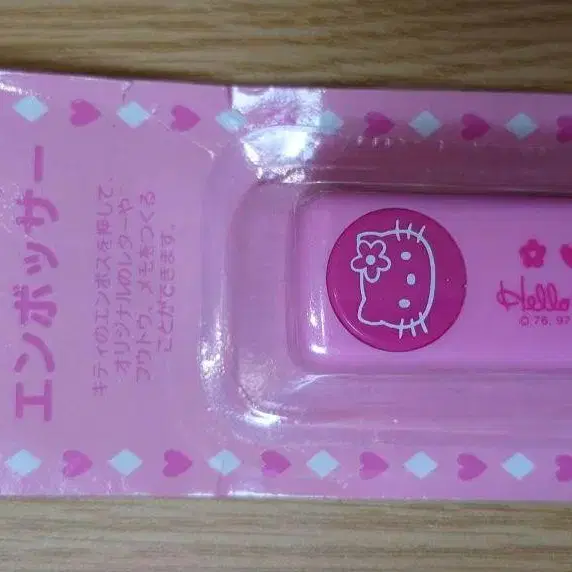 エンボッサー
キティのエンボスを押して、
オリジナルのレターや
フウトウ、メモをつくる
ことができます。
Hello
© 76, 97